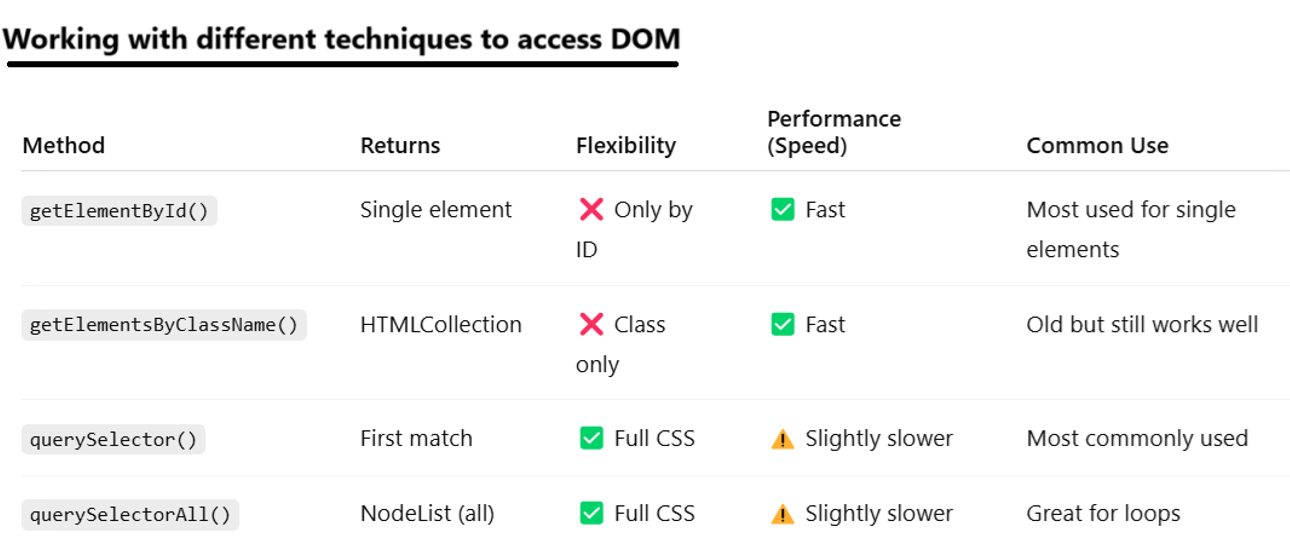 Working with different techniques to access DOM
Method Returns Flexibility Performance (Speed) Common Use
getElementById() Single element ❌ Only by ID ✅ Fast Most used for single elements
getElementsByClassName() HTMLCollection ❌ Class only ✅ Fast Old but still works well
querySelector() First match ✅ Full CSS ⚠️ Slightly slower Most commonly used
querySelectorAll() NodeList (all) ✅ Full CSS ⚠️ Slightly slower Great for loops